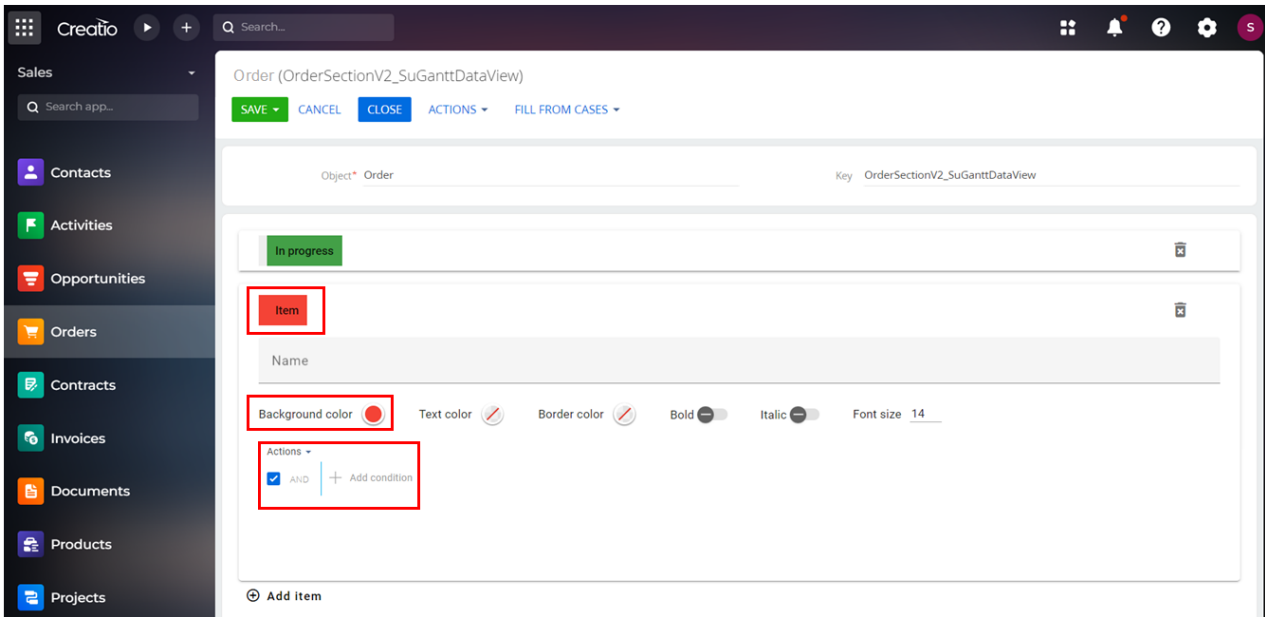 Creatio
Search...
S
Sales
Search app...
Contacts
Activities
Opportunities
Orders
Contracts
Invoices
Documents
Products
Projects
Order (OrderSectionV2_SuGanttDataView)
SAVE CANCEL CLOSE ACTIONS FILL FROM CASES
Object* Order Key OrderSectionV2_SuGanttDataView
In progress
Item
Name
Background color Text color Border color Bold Italic Font size 14
Actions
AND Add condition
Add item